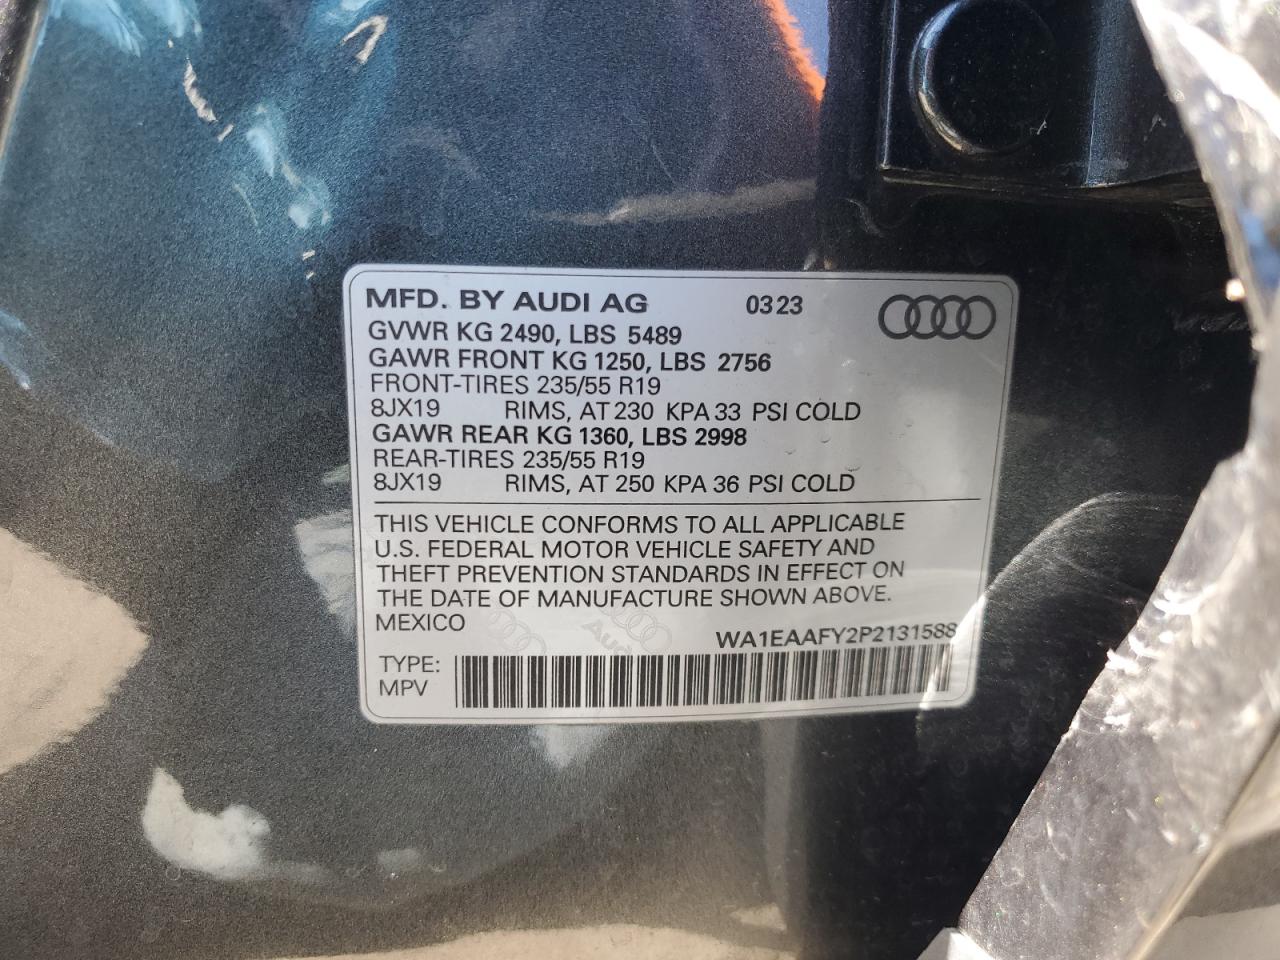 MFD. BY AUDI AG 0323
GVWR KG 2490, LBS 5489
GAWR FRONT KG 1250, LBS 2756
FRONT-TIRES 235/55 R19
8JX19 RIMS, AT 230 KPA 33 PSI COLD
GAWR REAR KG 1360, LBS 2998
REAR-TIRES 235/55 R19
8JX19 RIMS, AT 250 KPA 36 PSI COLD
THIS VEHICLE CONFORMS TO ALL APPLICABLE
U.S. FEDERAL MOTOR VEHICLE SAFETY AND
THEFT PREVENTION STANDARDS IN EFFECT ON
THE DATE OF MANUFACTURE SHOWN ABOVE.
MEXICO
WA1EAAFY2P2131588
TYPE:
MPV